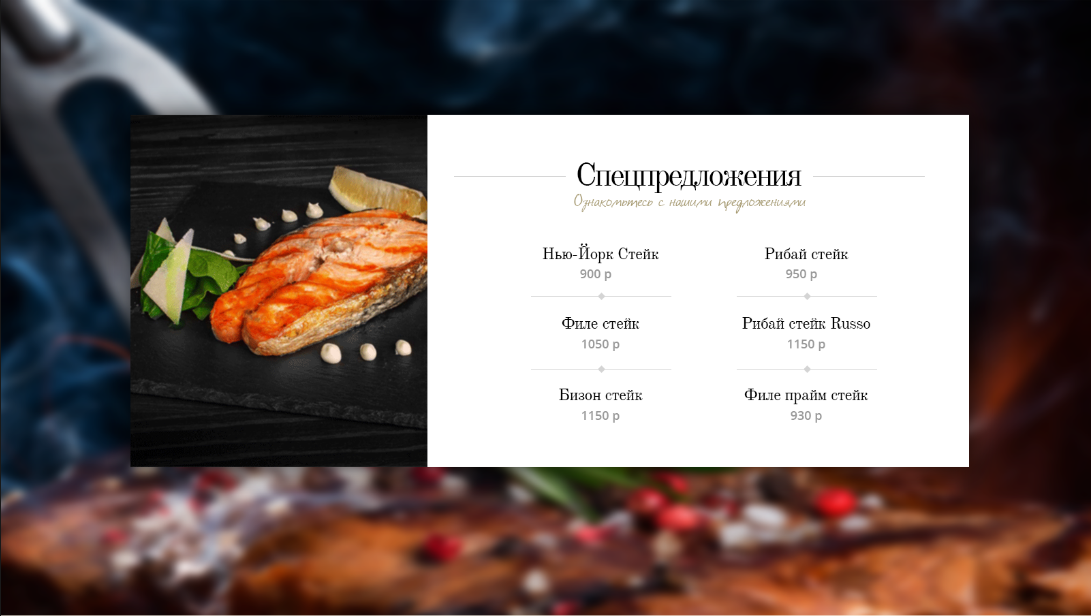 Спецпредложения
Ознакомьтесь с нашими предложениями
Нью-Йорк Стейк
900 р
Рибай стейк
950 р
Филе стейк
1050 р
Рибай стейк Russo
1150 р
Бизон стейк
1150 р
Филе прайм стейк
930 р